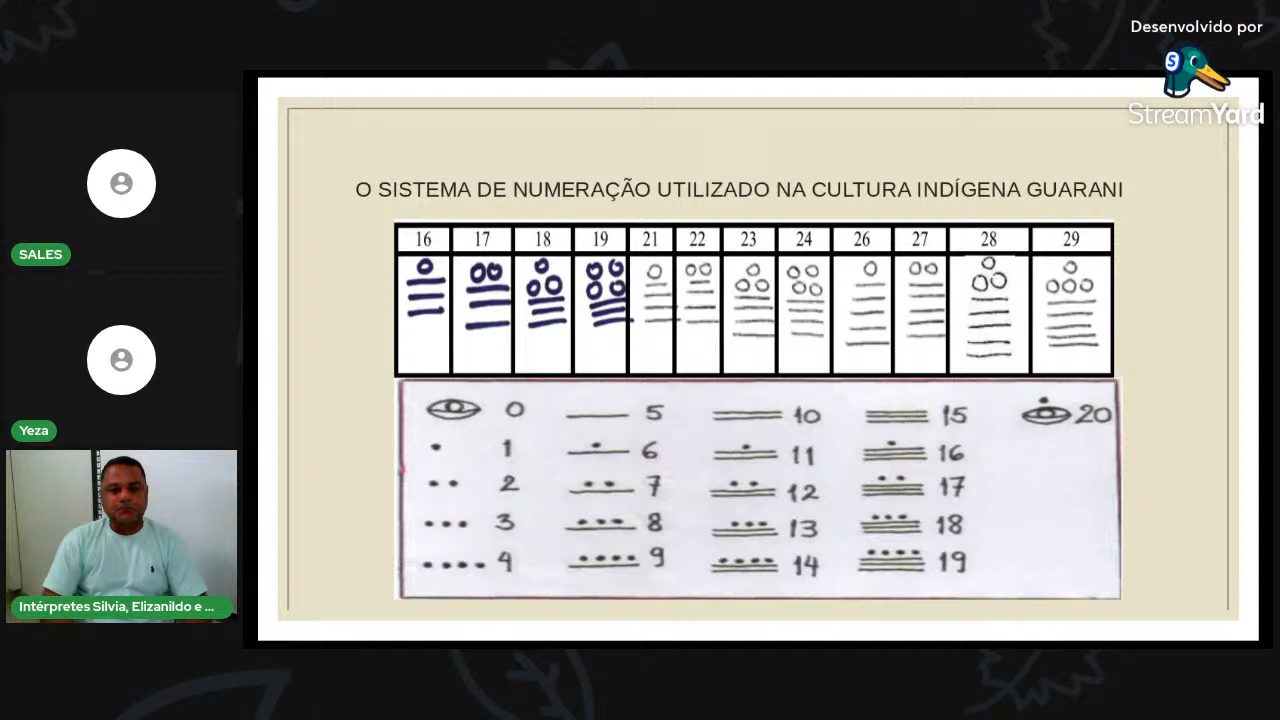 Desenvolvido por
S
StreamYard
O SISTEMA DE NUMERAÇÃO UTILIZADO NA CULTURA INDÍGENA GUARANI
16 17 18 19 21 22 23 24 26 27 28 29
0 5 10 15 20
1 6 11 16
2 7 12 17
3 8 13 18
4 9 14 19
SALES
Yeza
Intérpretes Silvia, Elizanildo e ...